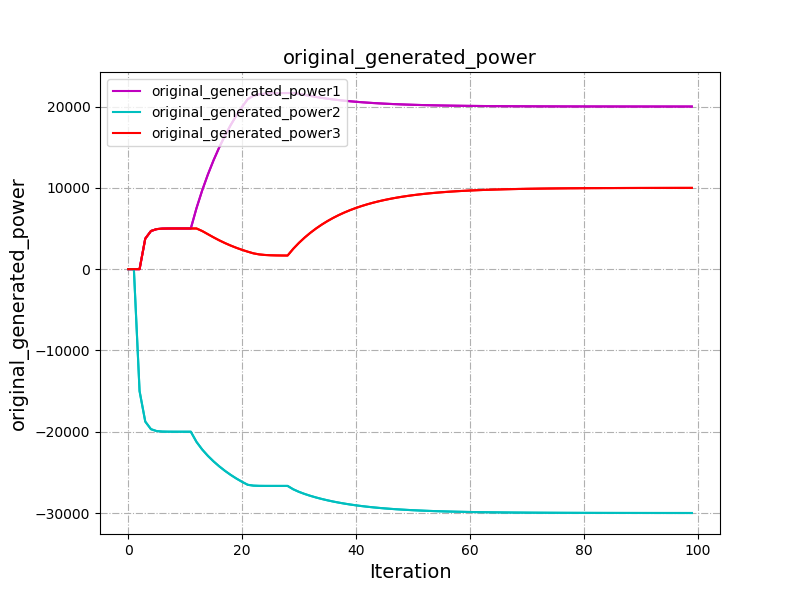 original_generated_power
original_generated_power1
original_generated_power2
original_generated_power3
original_generated_power
20000
10000
0
−10000
−20000
−30000
0
20
40
60
80
100
Iteration